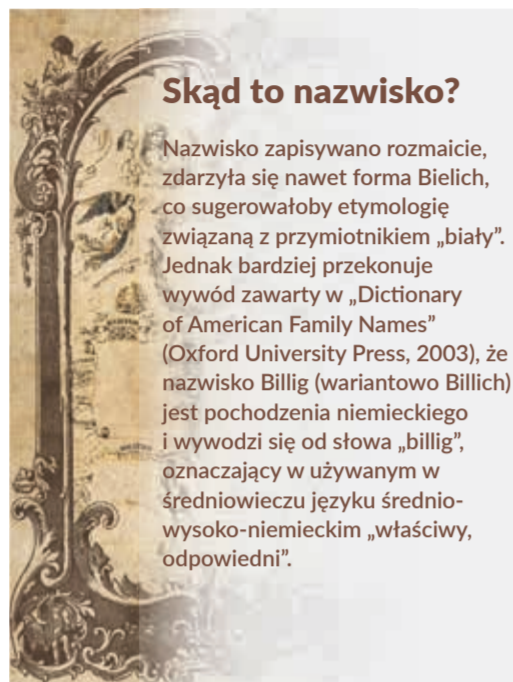 Skąd to nazwisko?
Nazwisko zapisywano rozmaicie,
zdarzyła się nawet forma Bielich,
co sugerowałoby etymologię
związaną z przymiotnikiem „biały”.
Jednak bardziej przekonuje
wywód zawarty w „Dictionary
of American Family Names”
(Oxford University Press, 2003), że
nazwisko Billig (wariantowo Billich)
jest pochodzenia niemieckiego
i wywodzi się od słowa „billig”,
oznaczający w używanym w
średniowieczu języku średnio-
wysoko-niemieckim „właściwy,
odpowiedni”.